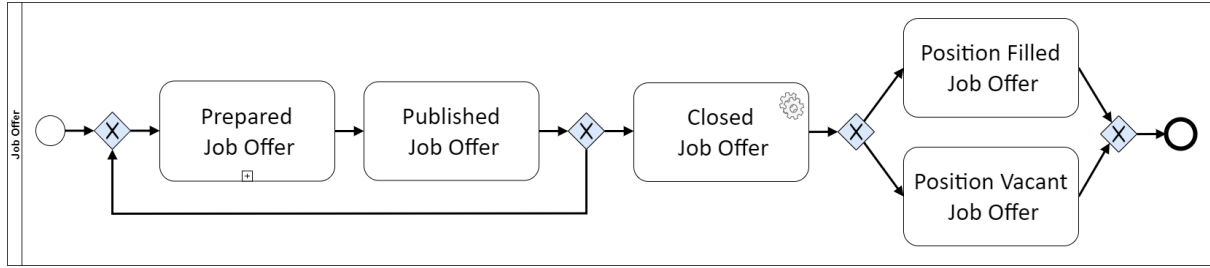 Job Offer
Prepared
Job Offer
Published
Job Offer
Closed
Job Offer
Position Filled
Job Offer
Position Vacant
Job Offer